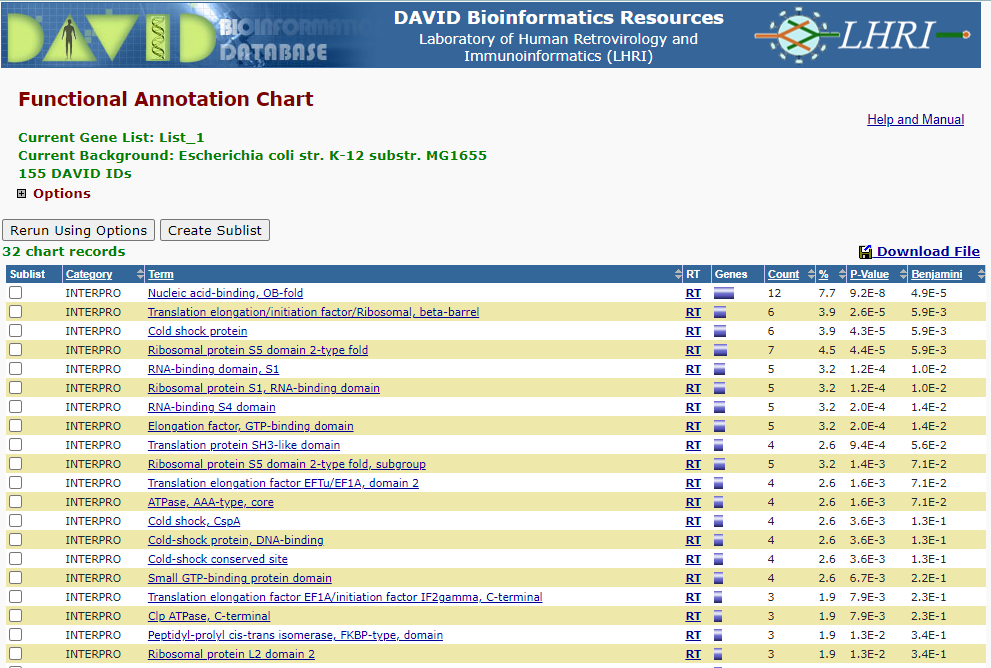 DAVID BIOINFORMATICS DATABASE
DAVID Bioinformatics Resources
Laboratory of Human Retrovirology and
Immunoinformatics (LHRI)
LHRI
Functional Annotation Chart
Help and Manual
Current Gene List: List_1
Current Background: Escherichia coli str. K-12 substr. MG1655
155 DAVID IDs
Options
Rerun Using Options Create Sublist
32 chart records Download File
Sublist Category Term RT Genes Count % P-Value Benjamini
INTERPRO Nucleic acid-binding, OB-fold RT 12 7.7 9.2E-8 4.9E-5
INTERPRO Translation elongation/initiation factor/Ribosomal, beta-barrel RT 6 3.9 2.6E-5 5.9E-3
INTERPRO Cold shock protein RT 6 3.9 4.3E-5 5.9E-3
INTERPRO Ribosomal protein S5 domain 2-type fold RT 7 4.5 4.4E-5 5.9E-3
INTERPRO RNA-binding domain, S1 RT 5 3.2 1.2E-4 1.0E-2
INTERPRO Ribosomal protein S1, RNA-binding domain RT 5 3.2 1.2E-4 1.0E-2
INTERPRO RNA-binding S4 domain RT 5 3.2 2.0E-4 1.4E-2
INTERPRO Elongation factor, GTP-binding domain RT 5 3.2 2.0E-4 1.4E-2
INTERPRO Translation protein SH3-like domain RT 4 2.6 9.4E-4 5.6E-2
INTERPRO Ribosomal protein S5 domain 2-type fold, subgroup RT 5 3.2 1.4E-3 7.1E-2
INTERPRO Translation elongation factor EFTu/EF1A, domain 2 RT 4 2.6 1.6E-3 7.1E-2
INTERPRO ATPase, AAA-type, core RT 4 2.6 1.6E-3 7.1E-2
INTERPRO Cold shock, CspA RT 4 2.6 3.6E-3 1.3E-1
INTERPRO Cold-shock protein, DNA-binding RT 4 2.6 3.6E-3 1.3E-1
INTERPRO Cold-shock conserved site RT 4 2.6 3.6E-3 1.3E-1
INTERPRO Small GTP-binding protein domain RT 4 2.6 6.7E-3 2.2E-1
INTERPRO Translation elongation factor EF1A/initiation factor IF2gamma, C-terminal RT 3 1.9 7.9E-3 2.3E-1
INTERPRO Clp ATPase, C-terminal RT 3 1.9 7.9E-3 2.3E-1
INTERPRO Peptidyl-prolyl cis-trans isomerase, FKBP-type, domain RT 3 1.9 1.3E-2 3.4E-1
INTERPRO Ribosomal protein L2 domain 2 RT 3 1.9 1.3E-2 3.4E-1